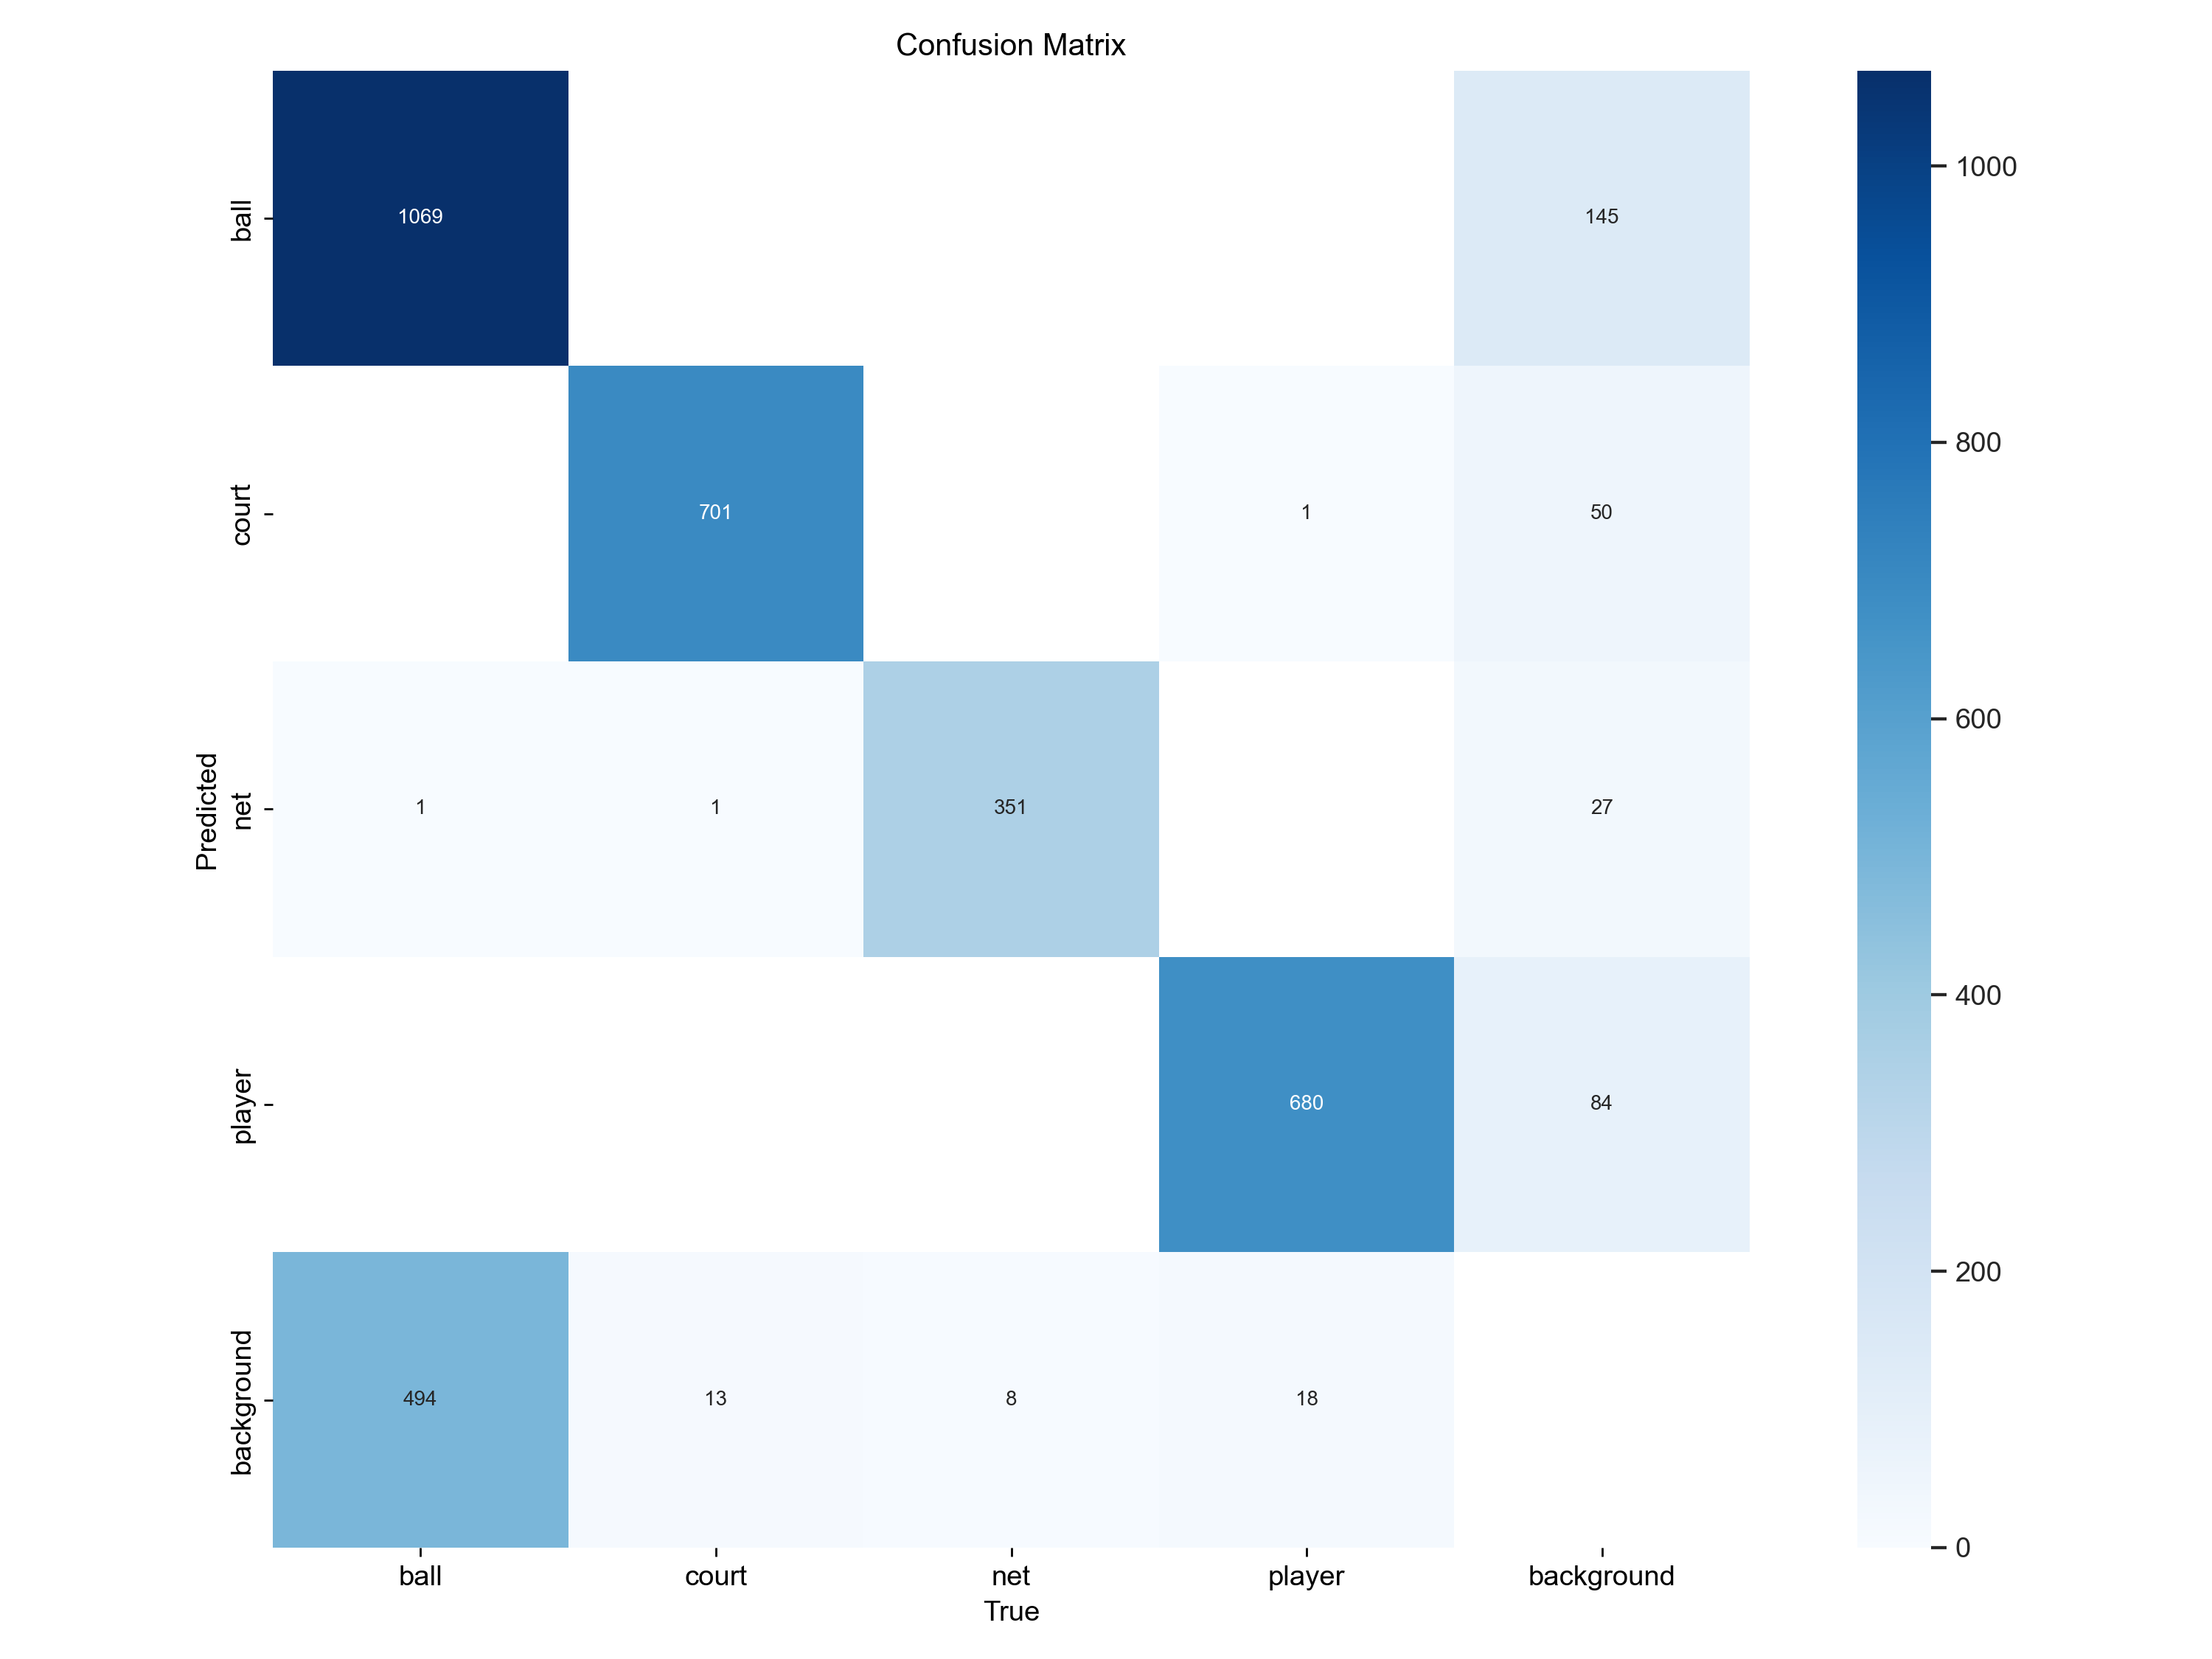 Confusion Matrix
ball
1069
145
1000
court
701
1
50
800
Predicted
net
1
1
351
27
600
player
680
84
400
background
494
13
8
18
200
0
ball
court
net
player
background
True